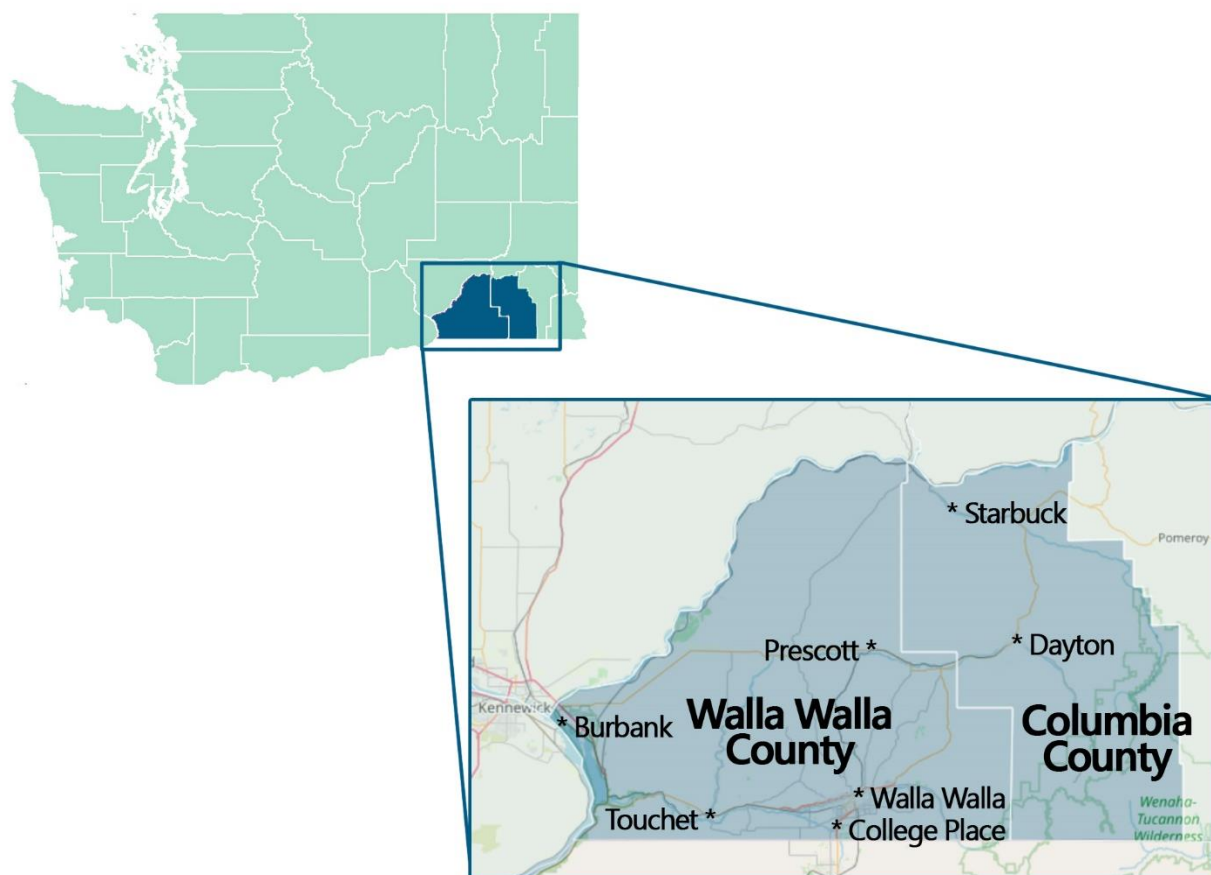 * Starbuck
Pomeroy
Prescott *
* Dayton
Kennewick
* Burbank
Walla Walla
County
Columbia
County
* Walla Walla
Touchet *
* College Place
Wenaha-
Tucannon
Wilderness